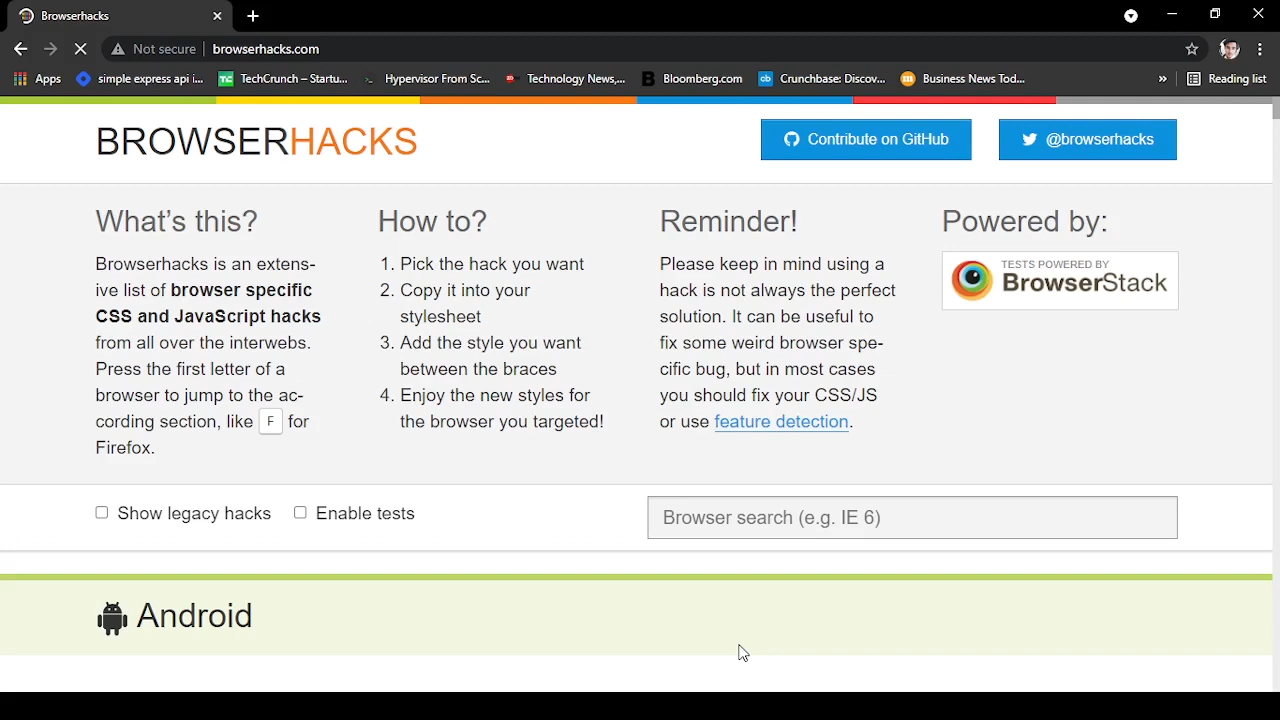 Browserhacks
Not secure browserhacks.com
Apps simple express api i... TechCrunch – Startu... Hypervisor From Sc... Technology News,... Bloomberg.com Crunchbase: Discov... Business News Tod... » Reading list
BROWSERHACKS
Contribute on GitHub
@browserhacks
What's this?
Browserhacks is an extens-
ive list of browser specific
CSS and JavaScript hacks
from all over the interwebs.
Press the first letter of a
browser to jump to the ac-
cording section, like F for
Firefox.
How to?
1. Pick the hack you want
2. Copy it into your
stylesheet
3. Add the style you want
between the braces
4. Enjoy the new styles for
the browser you targeted!
Reminder!
Please keep in mind using a
hack is not always the perfect
solution. It can be useful to
fix some weird browser spe-
cific bug, but in most cases
you should fix your CSS/JS
or use feature detection.
Powered by:
TESTS POWERED BY
BrowserStack
Show legacy hacks
Enable tests
Browser search (e.g. IE 6)
Android